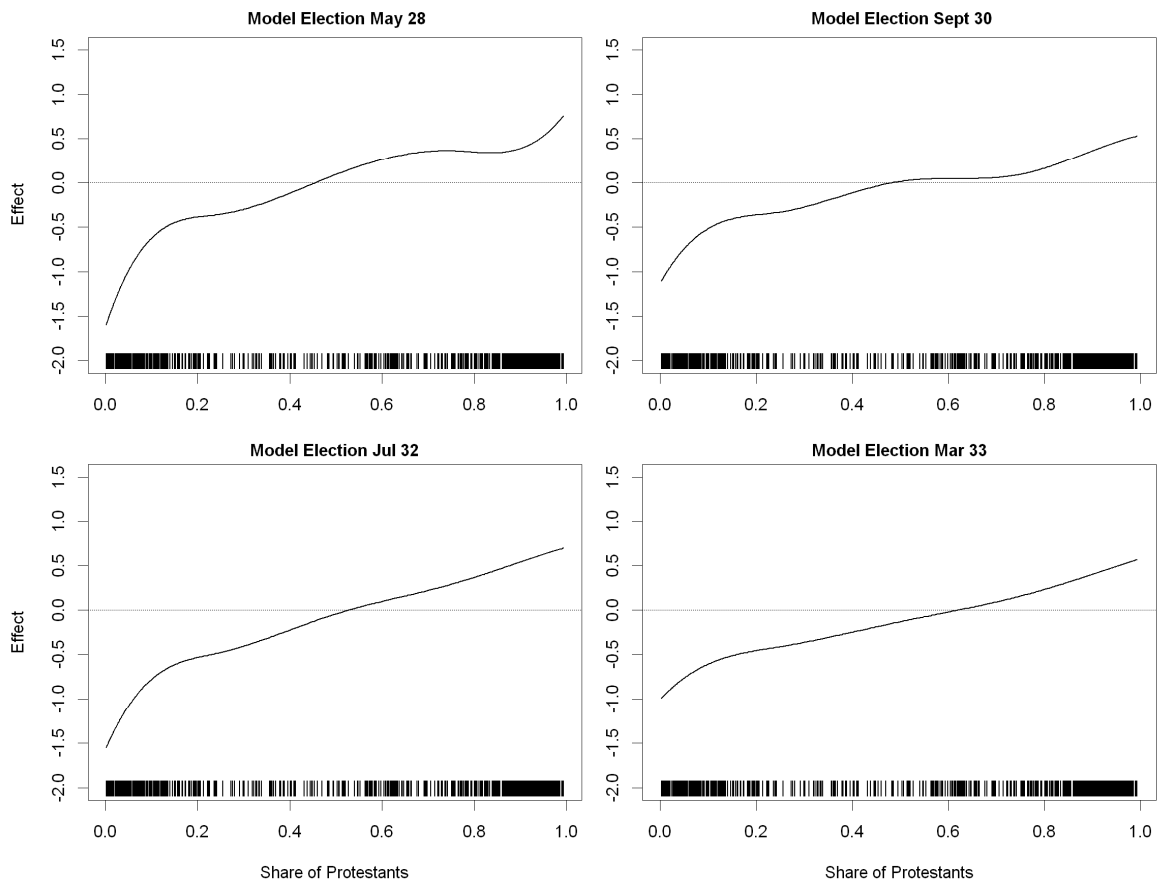 Model Election May 28
Model Election Sept 30
Effect
1.5
1.0
0.5
0.0
-0.5
-1.0
-1.5
-2.0
0.0 0.2 0.4 0.6 0.8 1.0
1.5
1.0
0.5
0.0
-0.5
-1.0
-1.5
-2.0
0.0 0.2 0.4 0.6 0.8 1.0
Model Election Jul 32
Model Election Mar 33
Effect
1.5
1.0
0.5
0.0
-0.5
-1.0
-1.5
-2.0
0.0 0.2 0.4 0.6 0.8 1.0
Share of Protestants
1.5
1.0
0.5
0.0
-0.5
-1.0
-1.5
-2.0
0.0 0.2 0.4 0.6 0.8 1.0
Share of Protestants